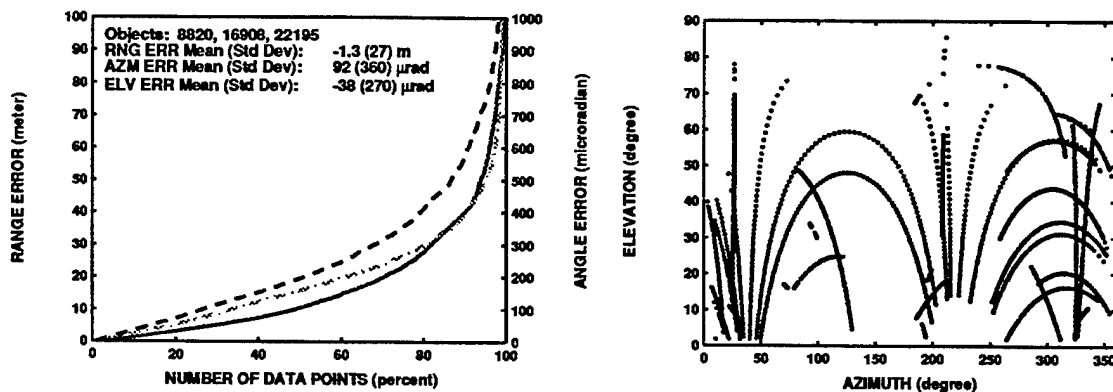 Objects: 8820, 16908, 22195
RNG ERR Mean (Std Dev): -1.3 (27) m
AZM ERR Mean (Std Dev): 92 (360) μrad
ELV ERR Mean (Std Dev): -38 (270) μrad
RANGE ERROR (meter)
100
90
80
70
60
50
40
30
20
10
0
0 20 40 60 80 100
NUMBER OF DATA POINTS (percent)
1000
900
800
700
600
500
400
300
200
100
0
ANGLE ERROR (microradian)
ELEVATION (degree)
90
80
70
60
50
40
30
20
10
0
0 50 100 150 200 250 300 350
AZIMUTH (degree)